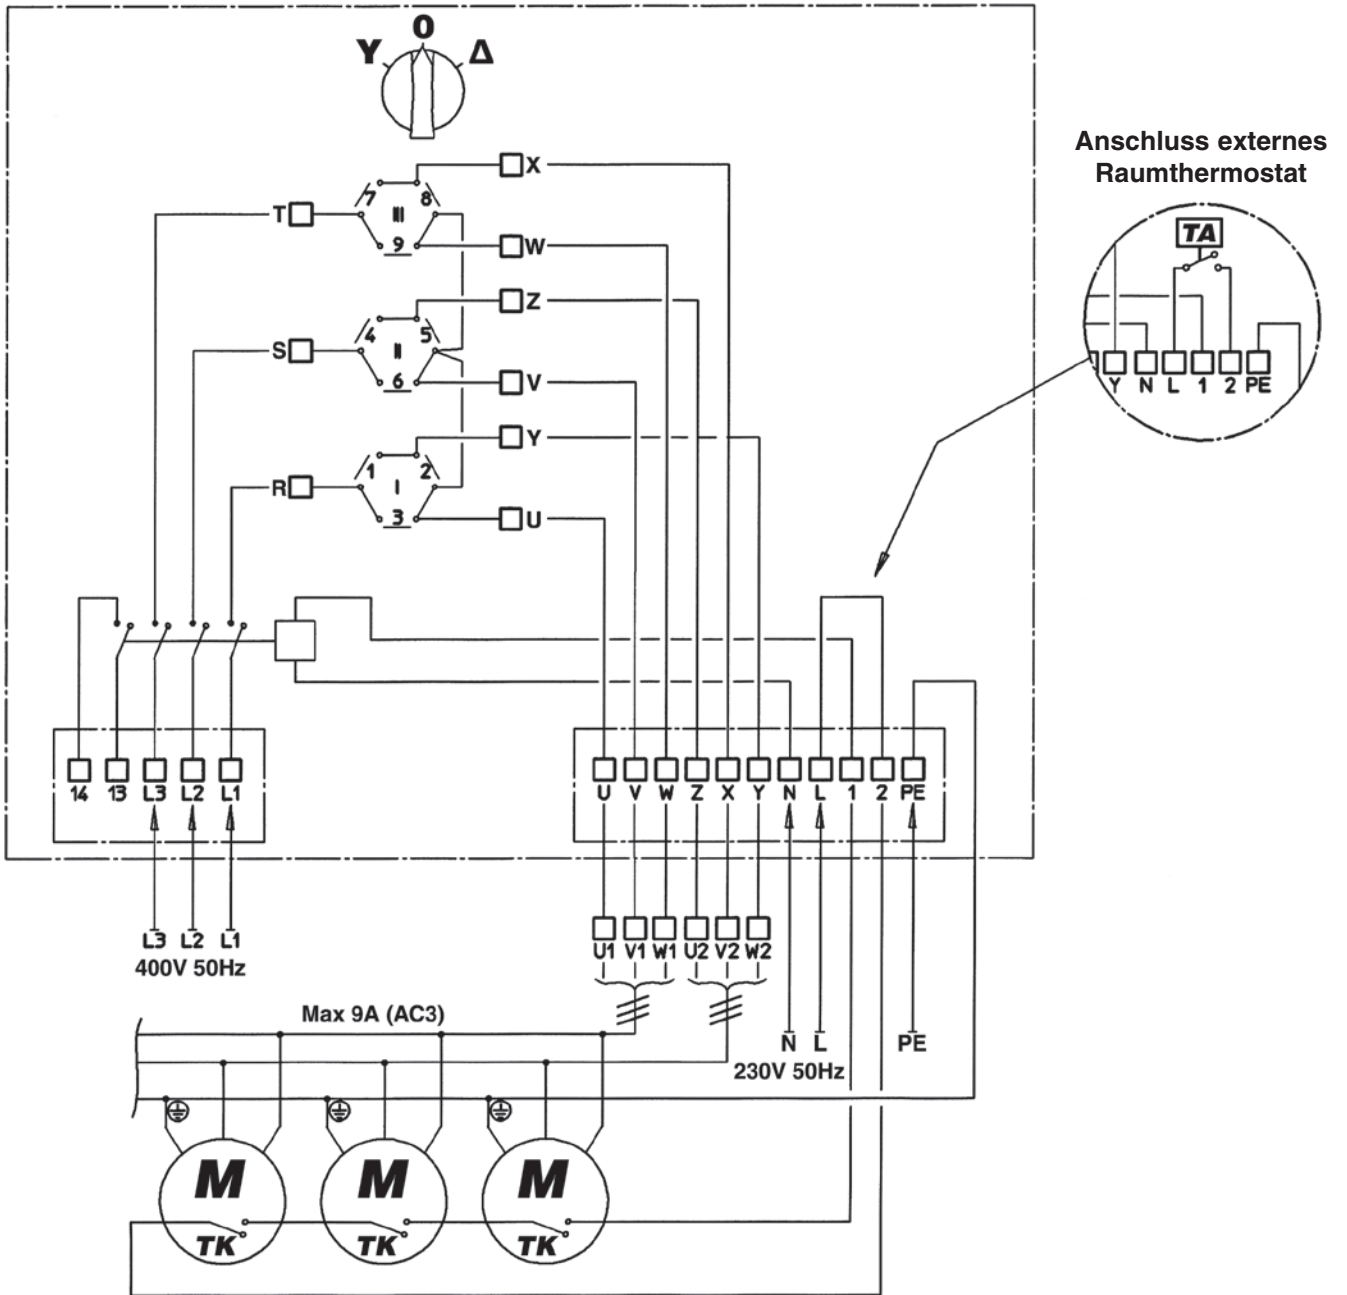 O
Y Δ
Anschluss externes
Raumthermostat
X
7 8
T III
9 W
TA
Z
4 5
S II
6 V
Y N L 1 2 PE
Y
1 2
R I
3 U
14 13 L3 L2 L1
U V W Z X Y N L 1 2 PE
L3 L2 L1
400V 50Hz
U1 V1 W1 U2 V2 W2
Max 9A (AC3)
N L PE
230V 50Hz
M M M
TK TK TK